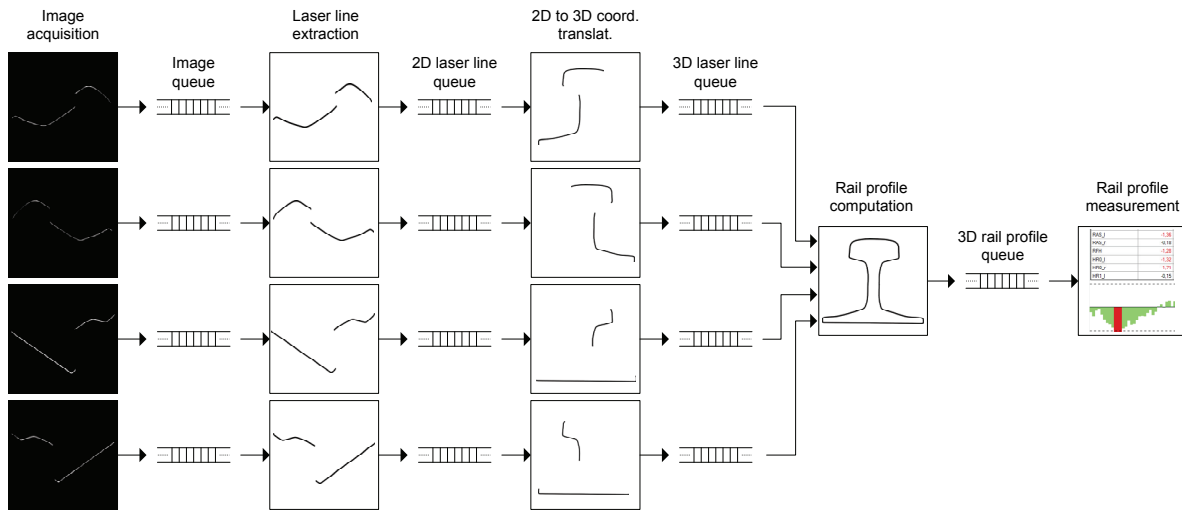 Image
acquisition
Image
queue
Laser line
extraction
2D laser line
queue
2D to 3D coord.
translat.
3D laser line
queue
Rail profile
computation
3D rail profile
queue
Rail profile
measurement
-1,36
-0,18
RFH -1,28
-1,32
-0,15